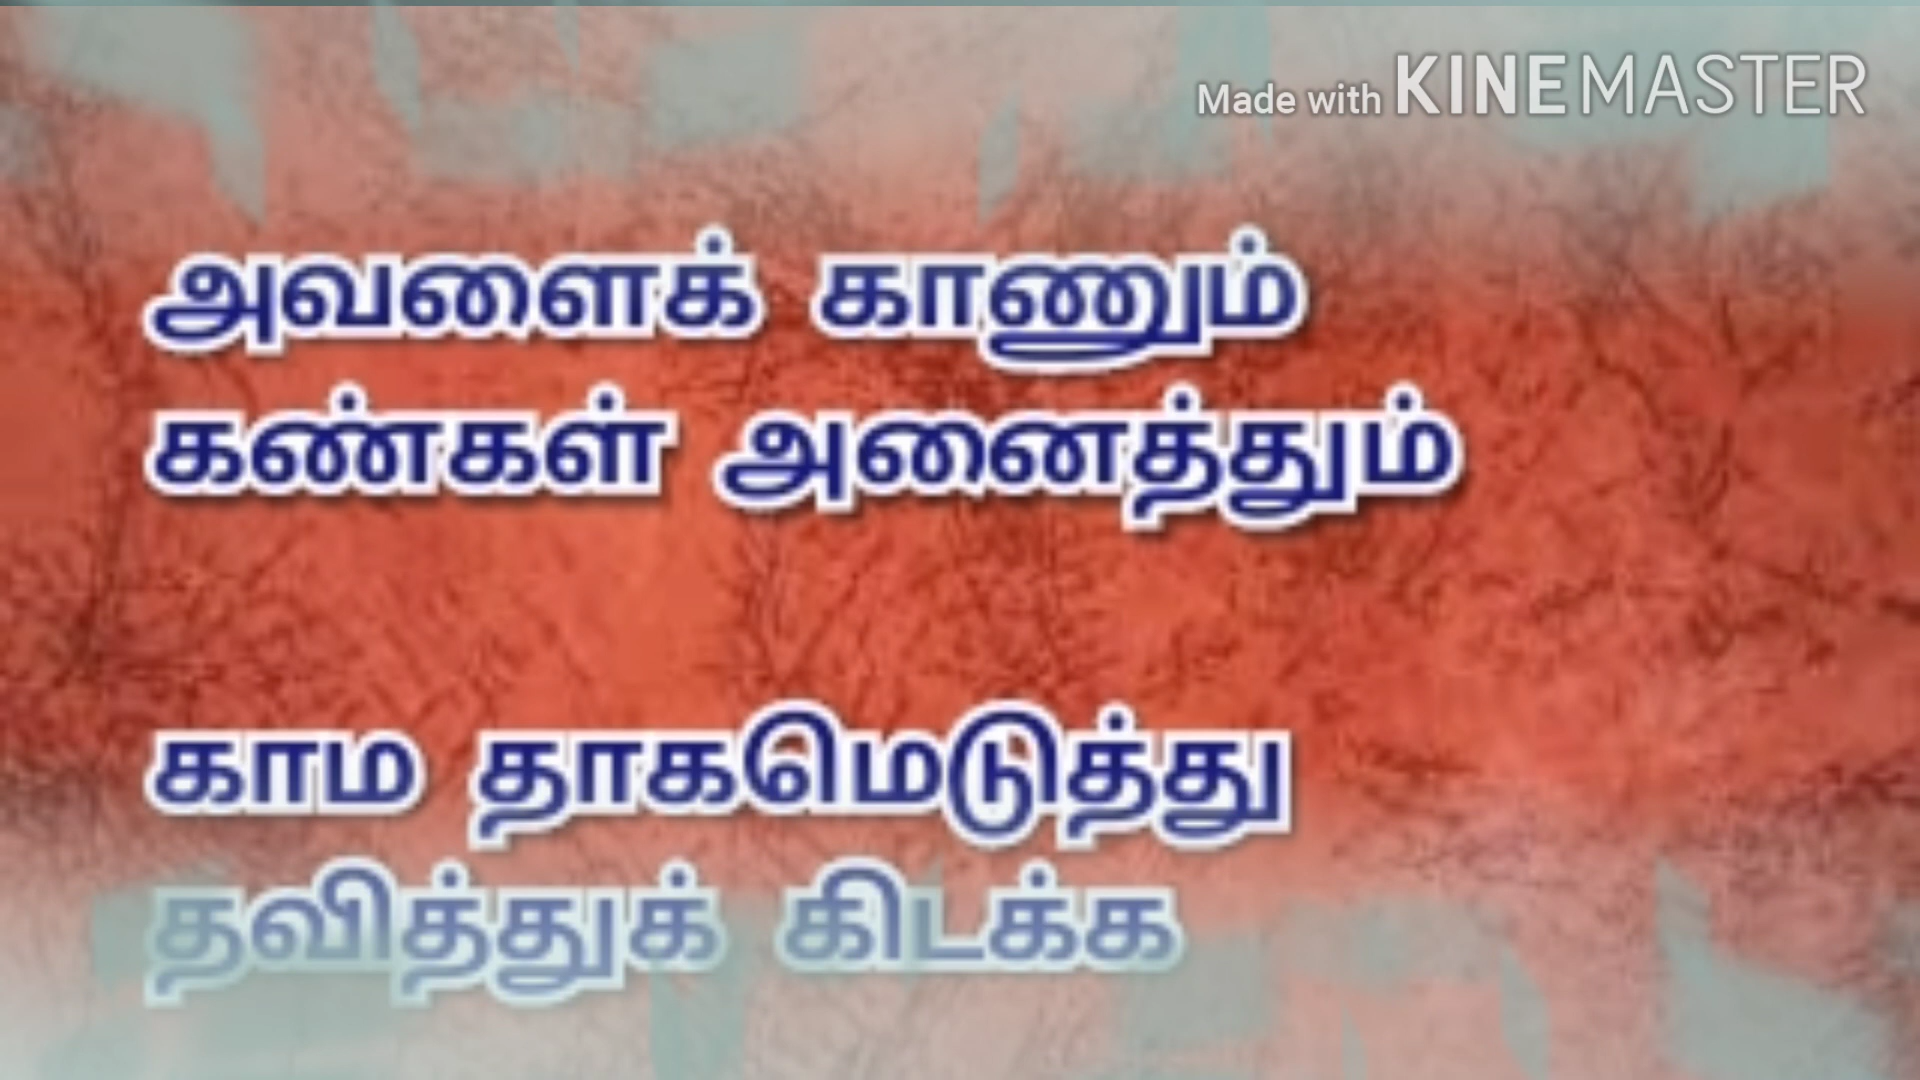 Made with KINEMASTER
அவளைக் காணும்
கண்கள் அனைத்தும்
காம தாகமெடுத்து
தவித்துக் கிடக்க